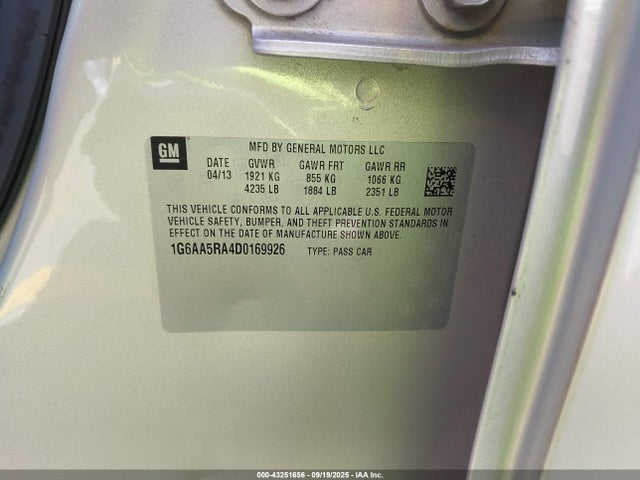 GM
MFD BY GENERAL MOTORS LLC
DATE GVWR GAWR FRT GAWR RR
04/13 1921 KG 855 KG 1066 KG
4235 LB 1884 LB 2351 LB
THIS VEHICLE CONFORMS TO ALL APPLICABLE U.S. FEDERAL MOTOR
VEHICLE SAFETY, BUMPER, AND THEFT PREVENTION STANDARDS
IN EFFECT ON THE DATE OF MANUFACTURE SHOWN ABOVE.
1G6AA5RA4D0169926 TYPE: PASS CAR
000-43251656 - 09/19/2025 - IAA Inc.